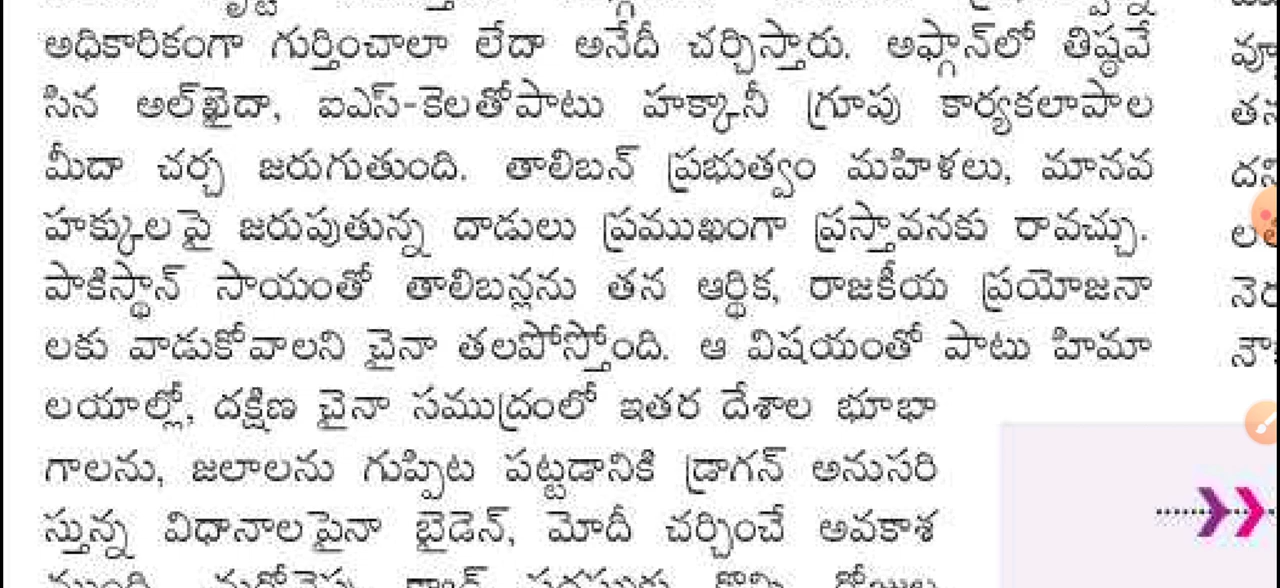 అధికారికంగా గుర్తించాలా లేదా అనేదీ చర్చిస్తారు. అఫ్గాన్‌లో తిష్ఠవే
సిన అల్‌ఖైదా, ఐఎస్-కెలతోపాటు హక్కానీ గ్రూపు కార్యకలాపాల
మీదా చర్చ జరుగుతుంది. తాలిబన్ ప్రభుత్వం మహిళలు, మానవ
హక్కులపై జరుపుతున్న దాడులు ప్రముఖంగా ప్రస్తావనకు రావచ్చు.
పాకిస్థాన్ సాయంతో తాలిబన్లను తన ఆర్థిక, రాజకీయ ప్రయోజనా
లకు వాడుకోవాలని చైనా తలపోస్తోంది. ఆ విషయంతో పాటు హిమా
లయాల్లో, దక్షిణ చైనా సముద్రంలో ఇతర దేశాల భూభా
గాలను, జలాలను గుప్పిట పట్టడానికి డ్రాగన్ అనుసరి
స్తున్న విధానాలపైనా బైడెన్, మోదీ చర్చించే అవకాశ